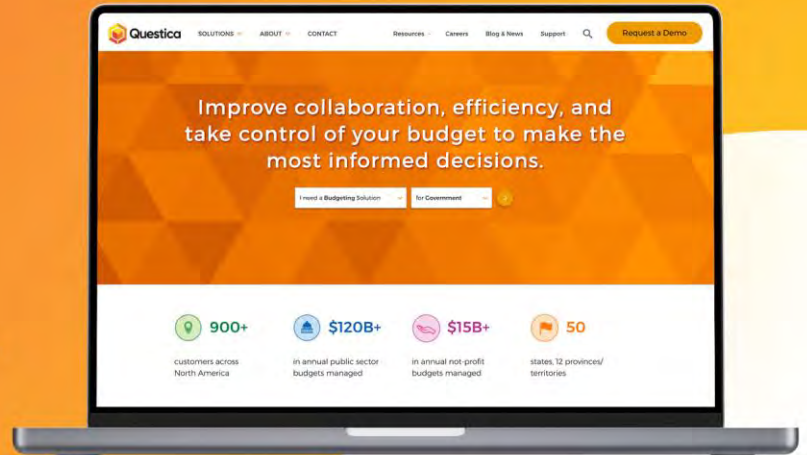 Questica SOLUTIONS ABOUT CONTACT Resources Careers Blog & News Support Request a Demo
Improve collaboration, efficiency, and
take control of your budget to make the
most informed decisions.
I need a Budgeting Solution for Government
900+ $120B+ $15B+ 50
customers across in annual public sector in annual not-profit states, 12 provinces/
North America budgets managed budgets managed territories